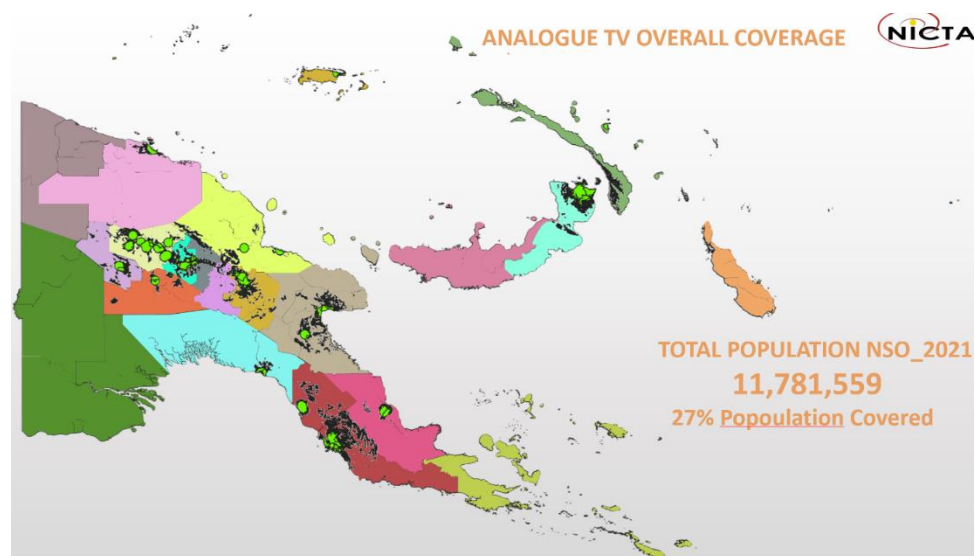 ANALOGUE TV OVERALL COVERAGE
NICTA
TOTAL POPULATION NSO_2021
11,781,559
27% Popoulation Covered